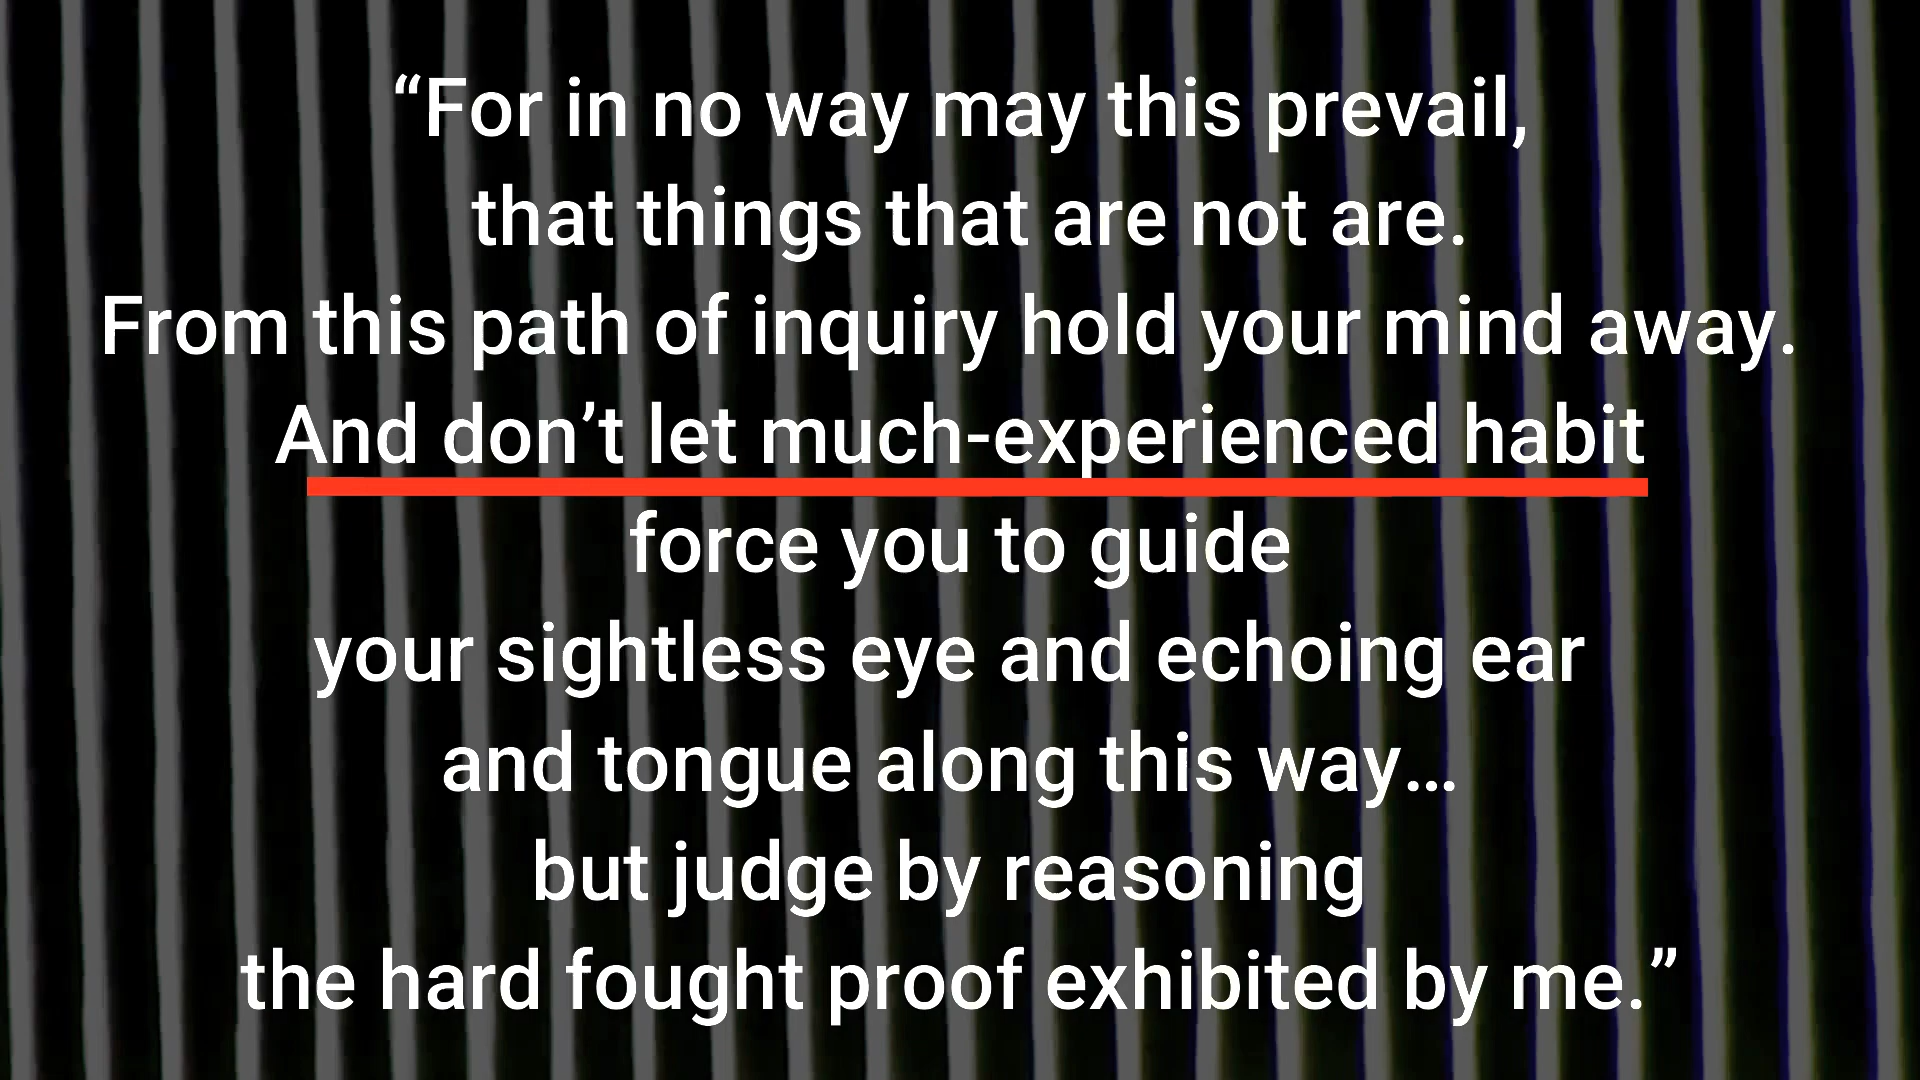 “For in no way may this prevail,
that things that are not are.
From this path of inquiry hold your mind away.
And don’t let much-experienced habit
force you to guide
your sightless eye and echoing ear
and tongue along this way…
but judge by reasoning
the hard fought proof exhibited by me.”